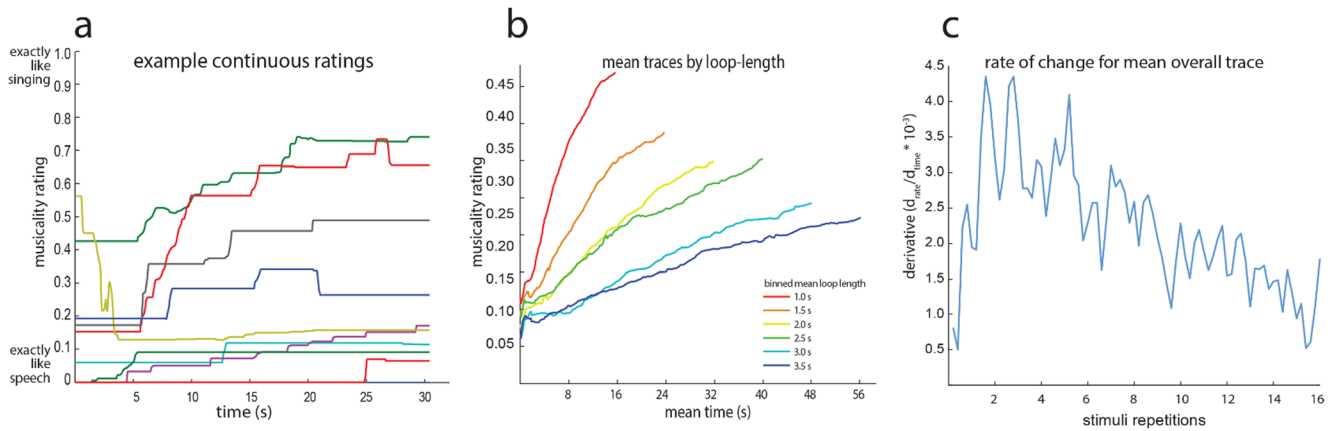 a
example continuous ratings
exactly
like
singing
1.0
0.9
0.8
0.7
0.6
0.5
0.4
0.3
0.2
0.1
0
exactly
like
speech
musicality rating
5
10
15
20
25
30
time (s)
b
mean traces by loop-length
0.45
0.40
0.35
0.30
0.25
0.20
0.15
0.10
0.05
musicality rating
binned mean loop length
1.0 s
1.5 s
2.0 s
2.5 s
3.0 s
3.5 s
8
16
24
32
40
48
56
mean time (s)
c
rate of change for mean overall trace
4.5
4.0
3.5
3.0
2.5
2.0
1.5
1.0
0.5
derivative (drate/dtime * 10-3)
2
4
6
8
10
12
14
16
stimuli repetitions